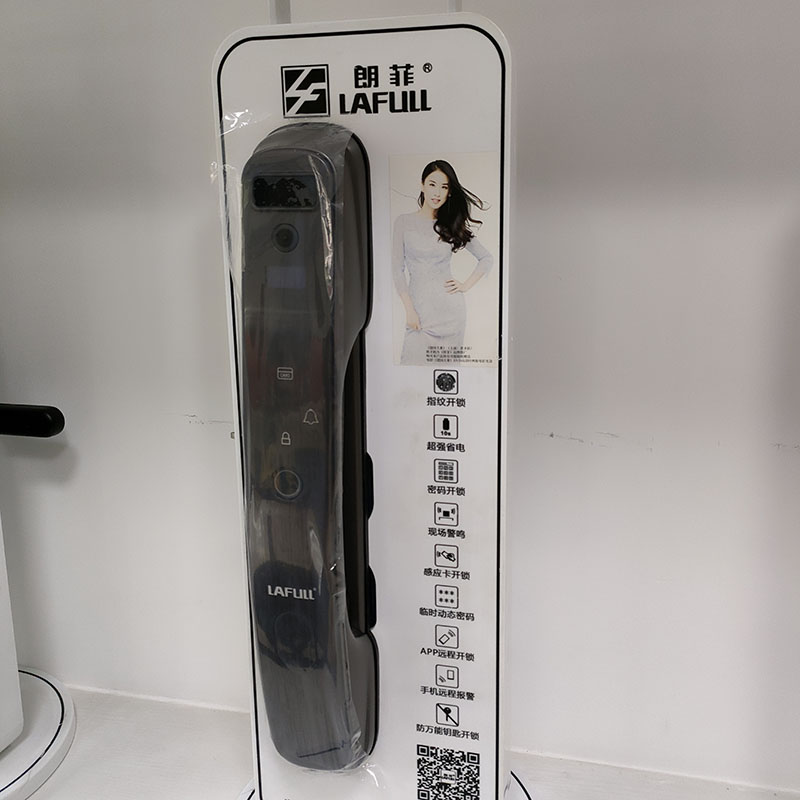 朗菲®
LAFULL
指纹开锁
10s
超强省电
密码开锁
现场警鸣
CARD
感应卡开锁
临时动态密码
LAFULL
APP远程开锁
手机远程报警
防万能钥匙开锁